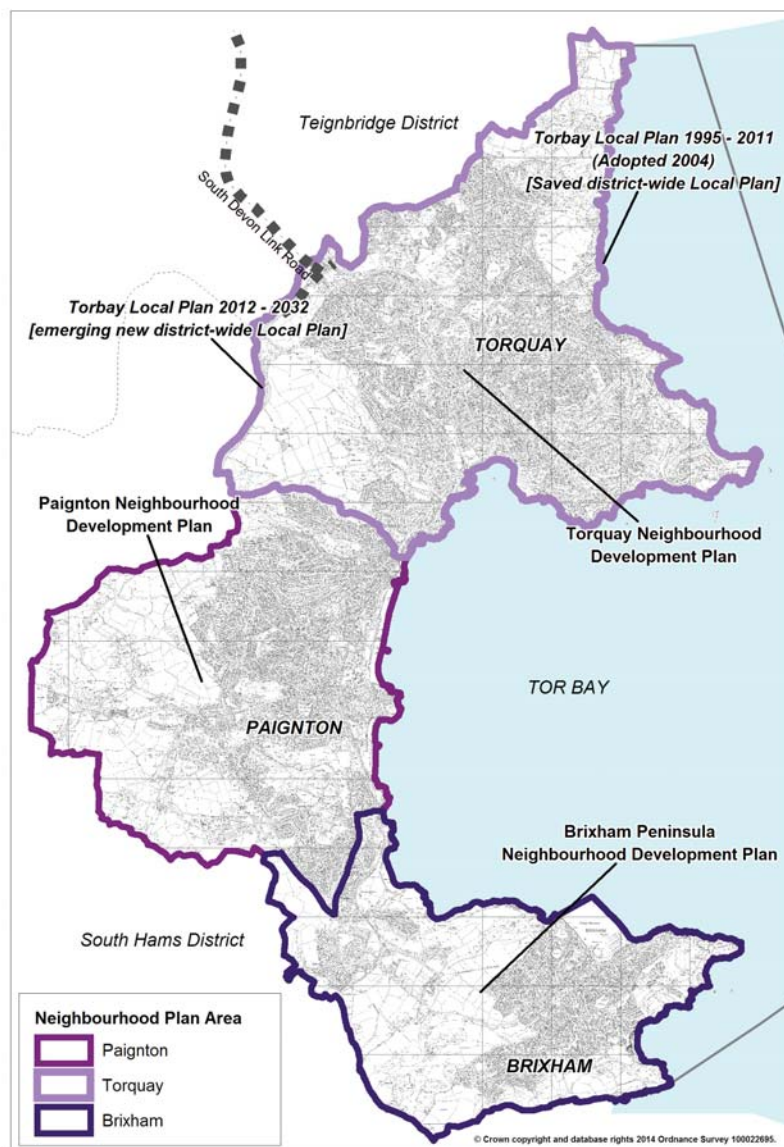 Teignbridge District
Torbay Local Plan 1995 - 2011
(Adopted 2004)
[Saved district-wide Local Plan]
South Devon Link Road
Torbay Local Plan 2012 - 2032
[emerging new district-wide Local Plan]
TORQUAY
Paignton Neighbourhood
Development Plan
Torquay Neighbourhood
Development Plan
TOR BAY
PAIGNTON
Brixham Peninsula
Neighbourhood Development Plan
South Hams District
BRIXHAM
Neighbourhood Plan Area
Paignton
Torquay
Brixham
© Crown copyright and database rights 2014 Ordnance Survey 100022695.